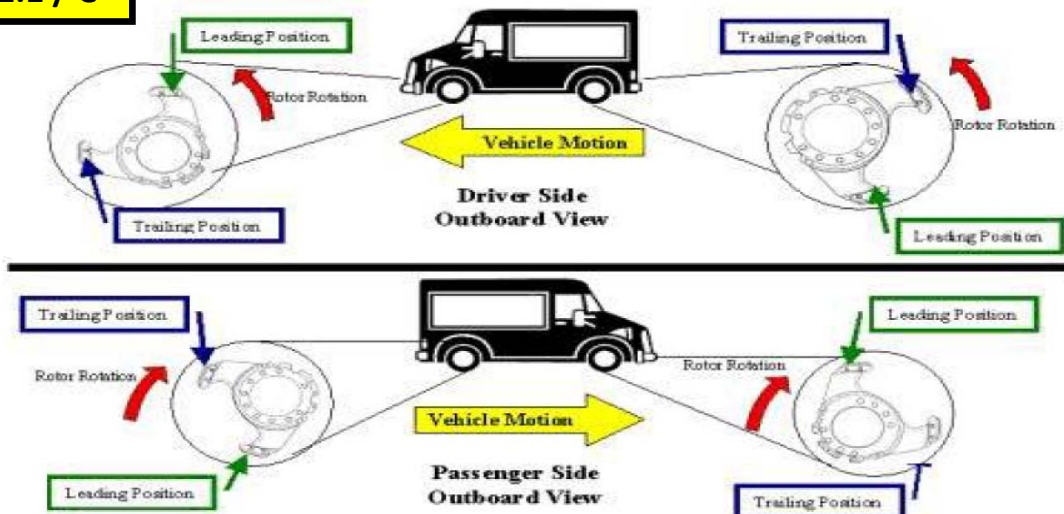 Leading Position
Trailing Position
Rotor Rotation
Rotor Rotation
Vehicle Motion
Driver Side
Outboard View
Trailing Position
Leading Position
Trailing Position
Leading Position
Rotor Rotation
Rotor Rotation
Vehicle Motion
Passenger Side
Outboard View
Leading Position
Trailing Position